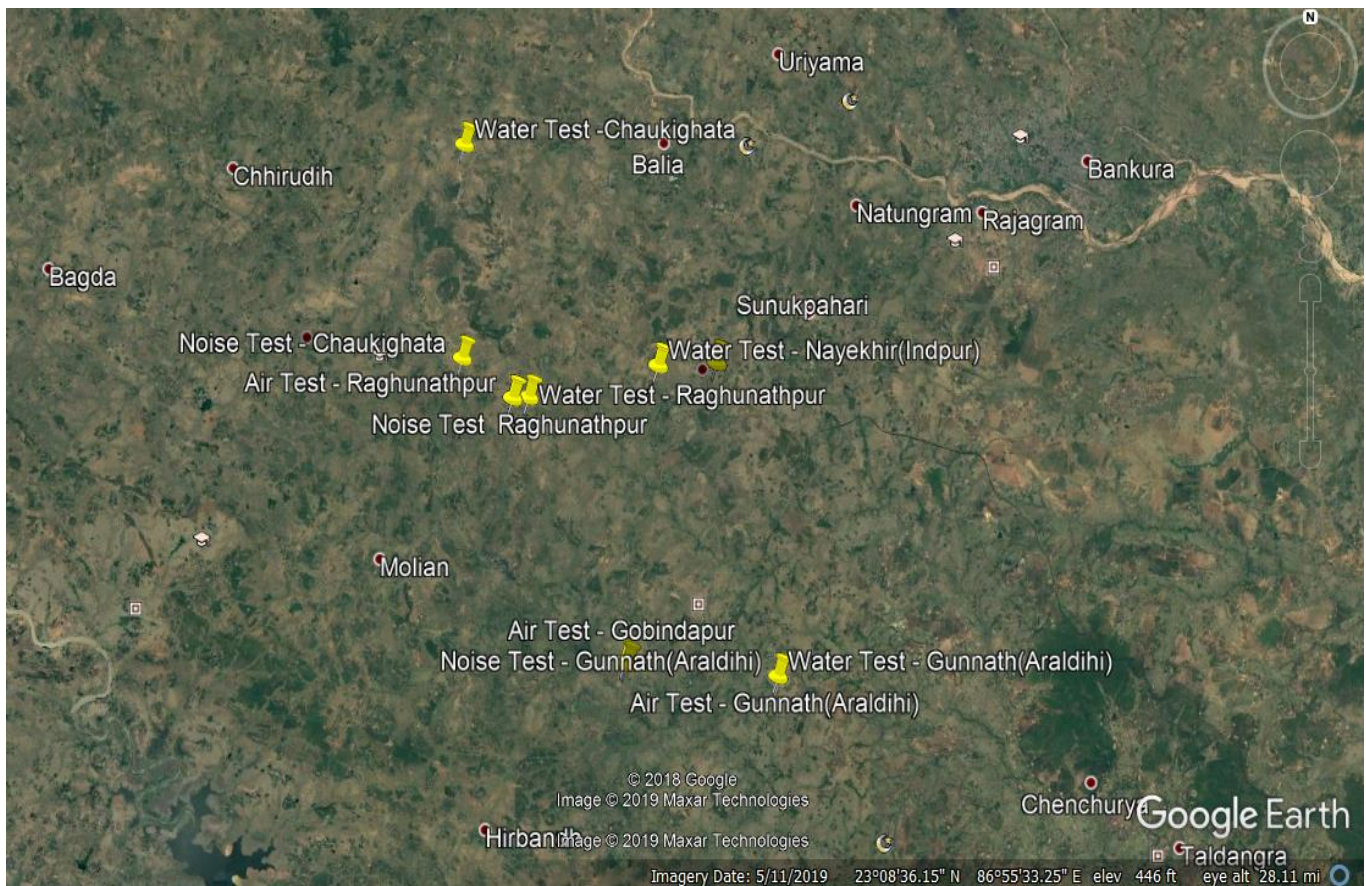 N
Uriyama
Water Test -Chaukighata
Balia
Bankura
Chhirudih
Natungram
Rajagram
Bagda
Sunukpahari
Noise Test - Chaukighata
Water Test - Nayekhir(Indpur)
Air Test - Raghunathpur
Water Test - Raghunathpur
Noise Test Raghunathpur
Molian
Air Test - Gobindapur
Noise Test - Gunnath(Araldihi)
Water Test - Gunnath(Araldihi)
Air Test - Gunnath(Araldihi)
© 2018 Google
Image © 2019 Maxar Technologies
Chenchurya
Google Earth
Hirbandh
Image © 2019 Maxar Technologies
Taldangra
Imagery Date: 5/11/2019 23°08'36.15" N 86°55'33.25" E elev 446 ft eye alt 28.11 mi